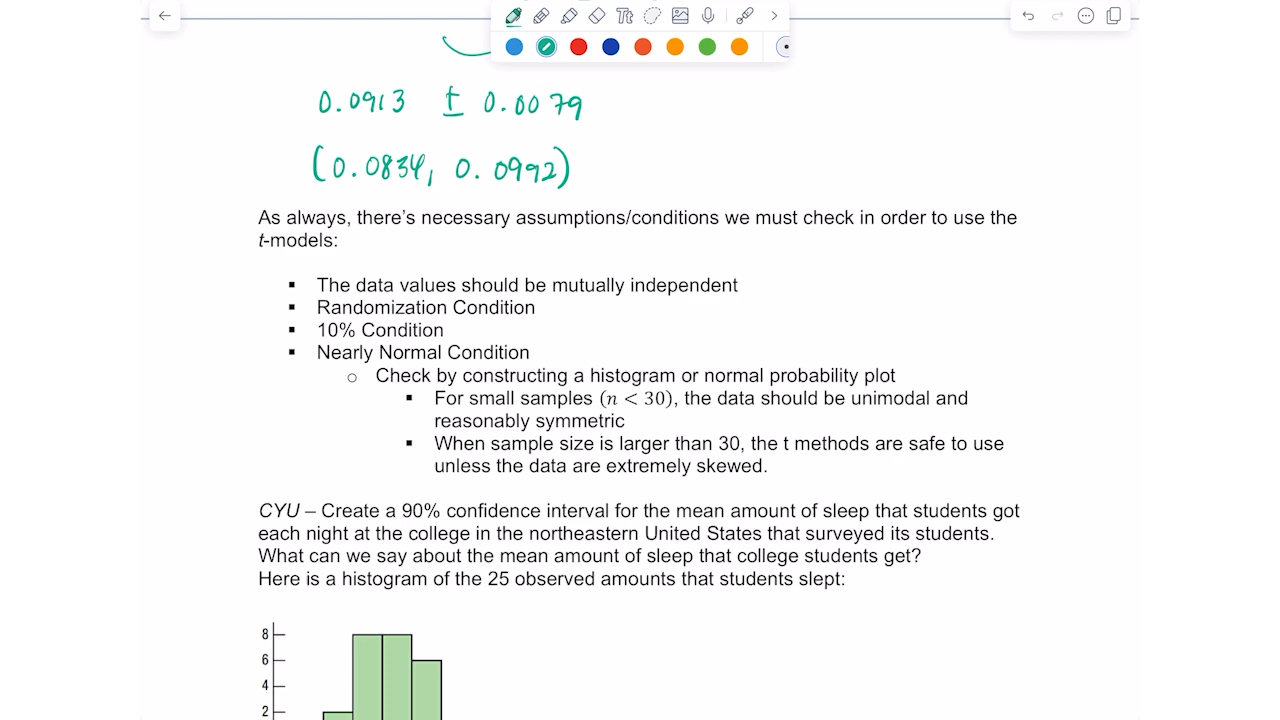 Tt
0.0913 ± 0.0079
(0.0834, 0.0992)
As always, there’s necessary assumptions/conditions we must check in order to use the
t-models:
▪ The data values should be mutually independent
▪ Randomization Condition
▪ 10% Condition
▪ Nearly Normal Condition
o Check by constructing a histogram or normal probability plot
▪ For small samples (n < 30), the data should be unimodal and
reasonably symmetric
▪ When sample size is larger than 30, the t methods are safe to use
unless the data are extremely skewed.
CYU – Create a 90% confidence interval for the mean amount of sleep that students got
each night at the college in the northeastern United States that surveyed its students.
What can we say about the mean amount of sleep that college students get?
Here is a histogram of the 25 observed amounts that students slept:
8
6
4
2